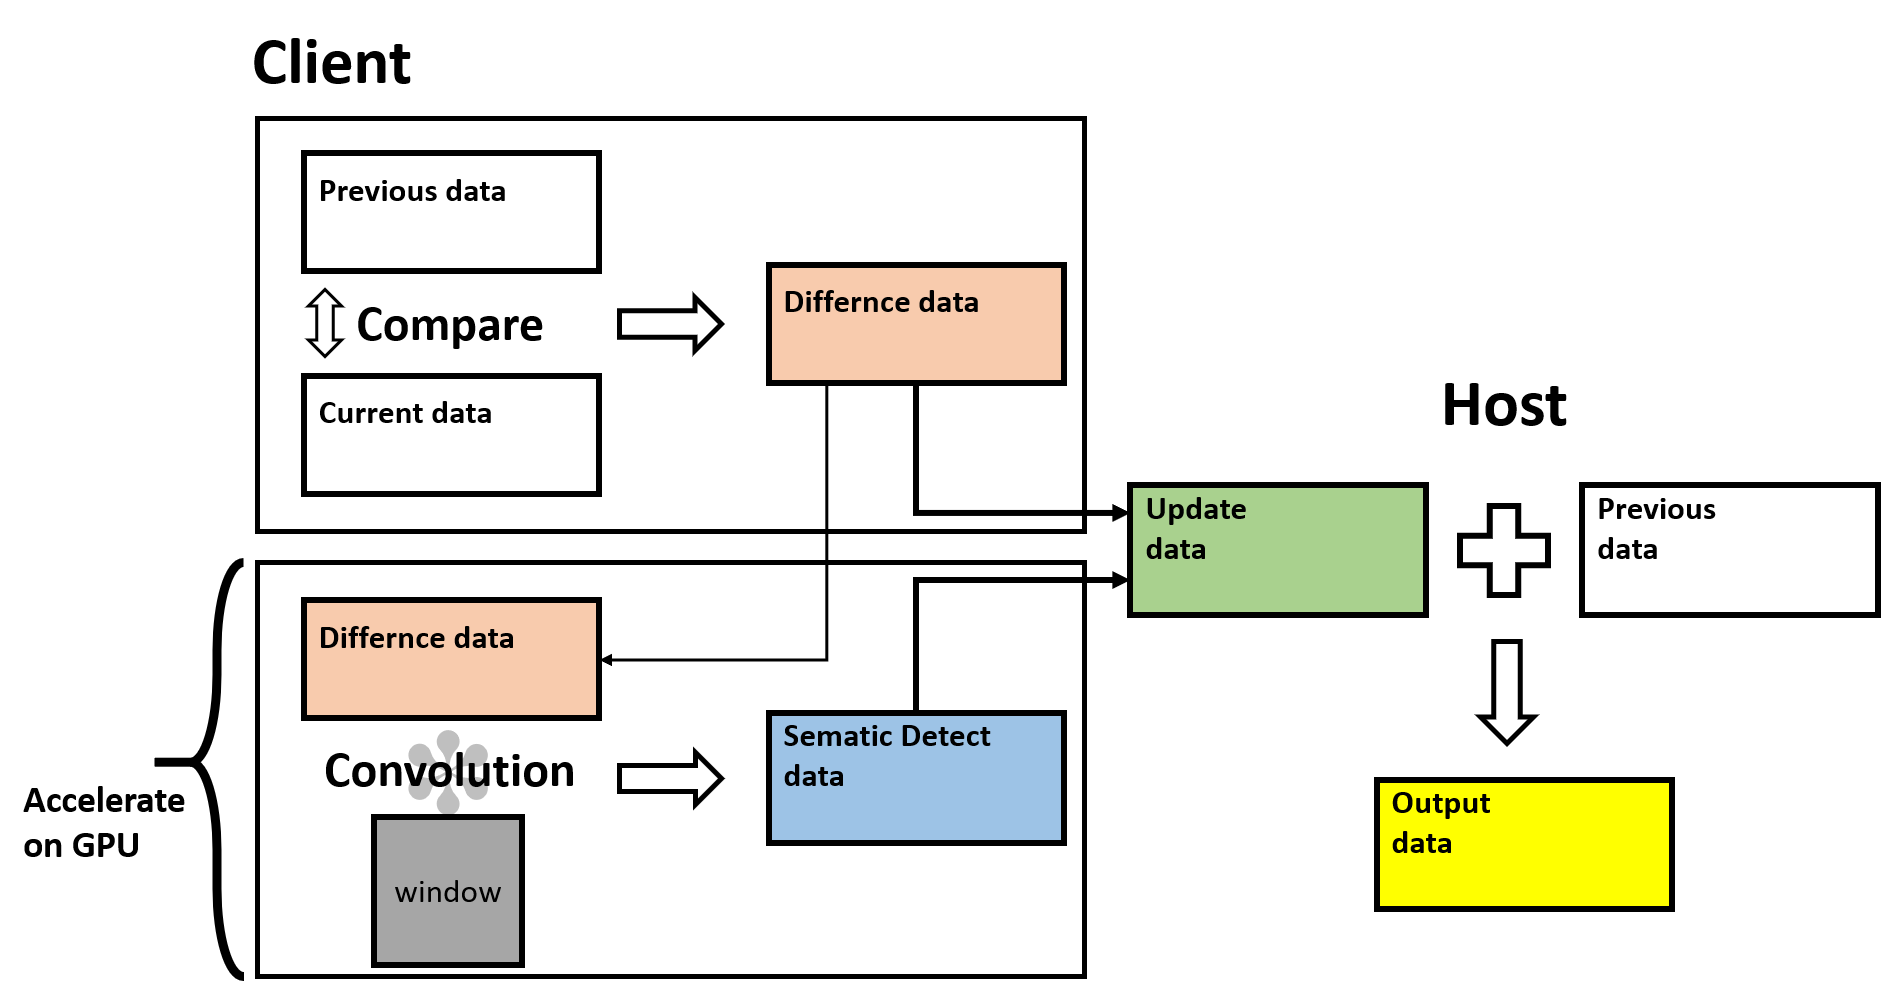 Client
Previous data
Compare
Current data
Differnce data
Host
Update
data
Previous
data
Differnce data
Convolution
window
Sematic Detect
data
Accelerate
on GPU
Output
data